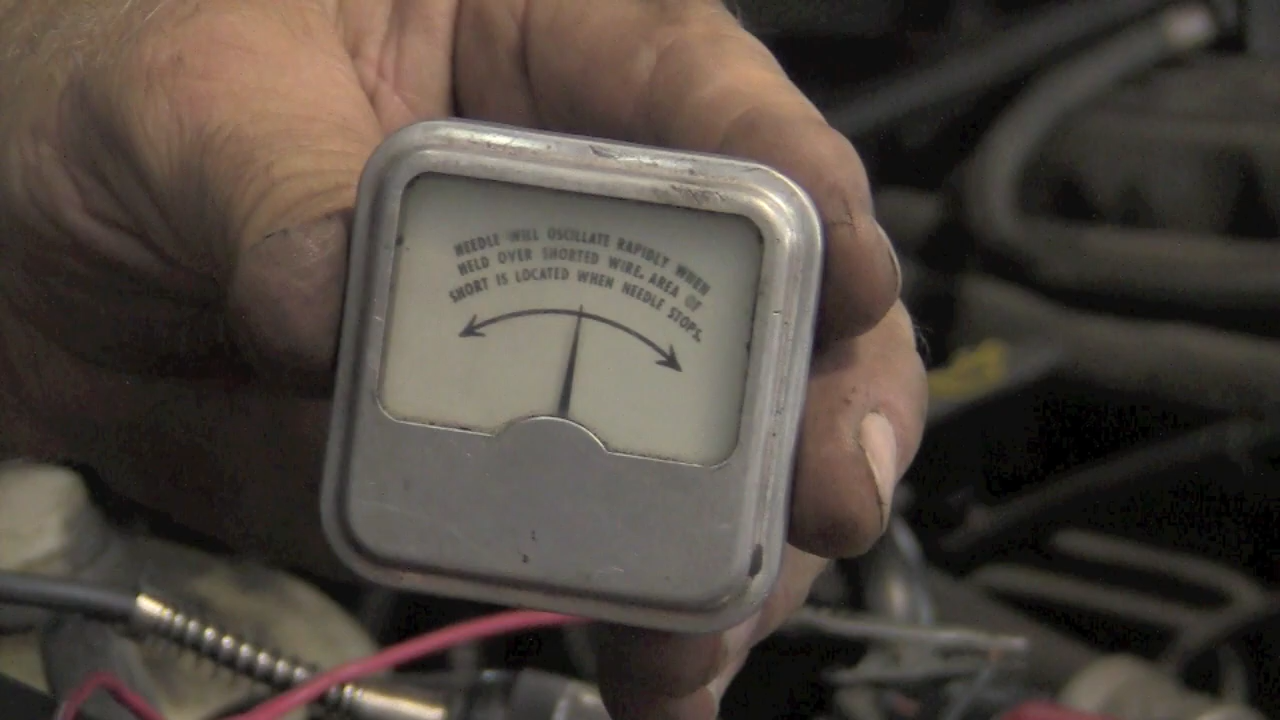 NEEDLE WILL OSCILLATE RAPIDLY WHEN
HELD OVER SHORTED WIRE. AREA OF
SHORT IS LOCATED WHEN NEEDLE STOPS.